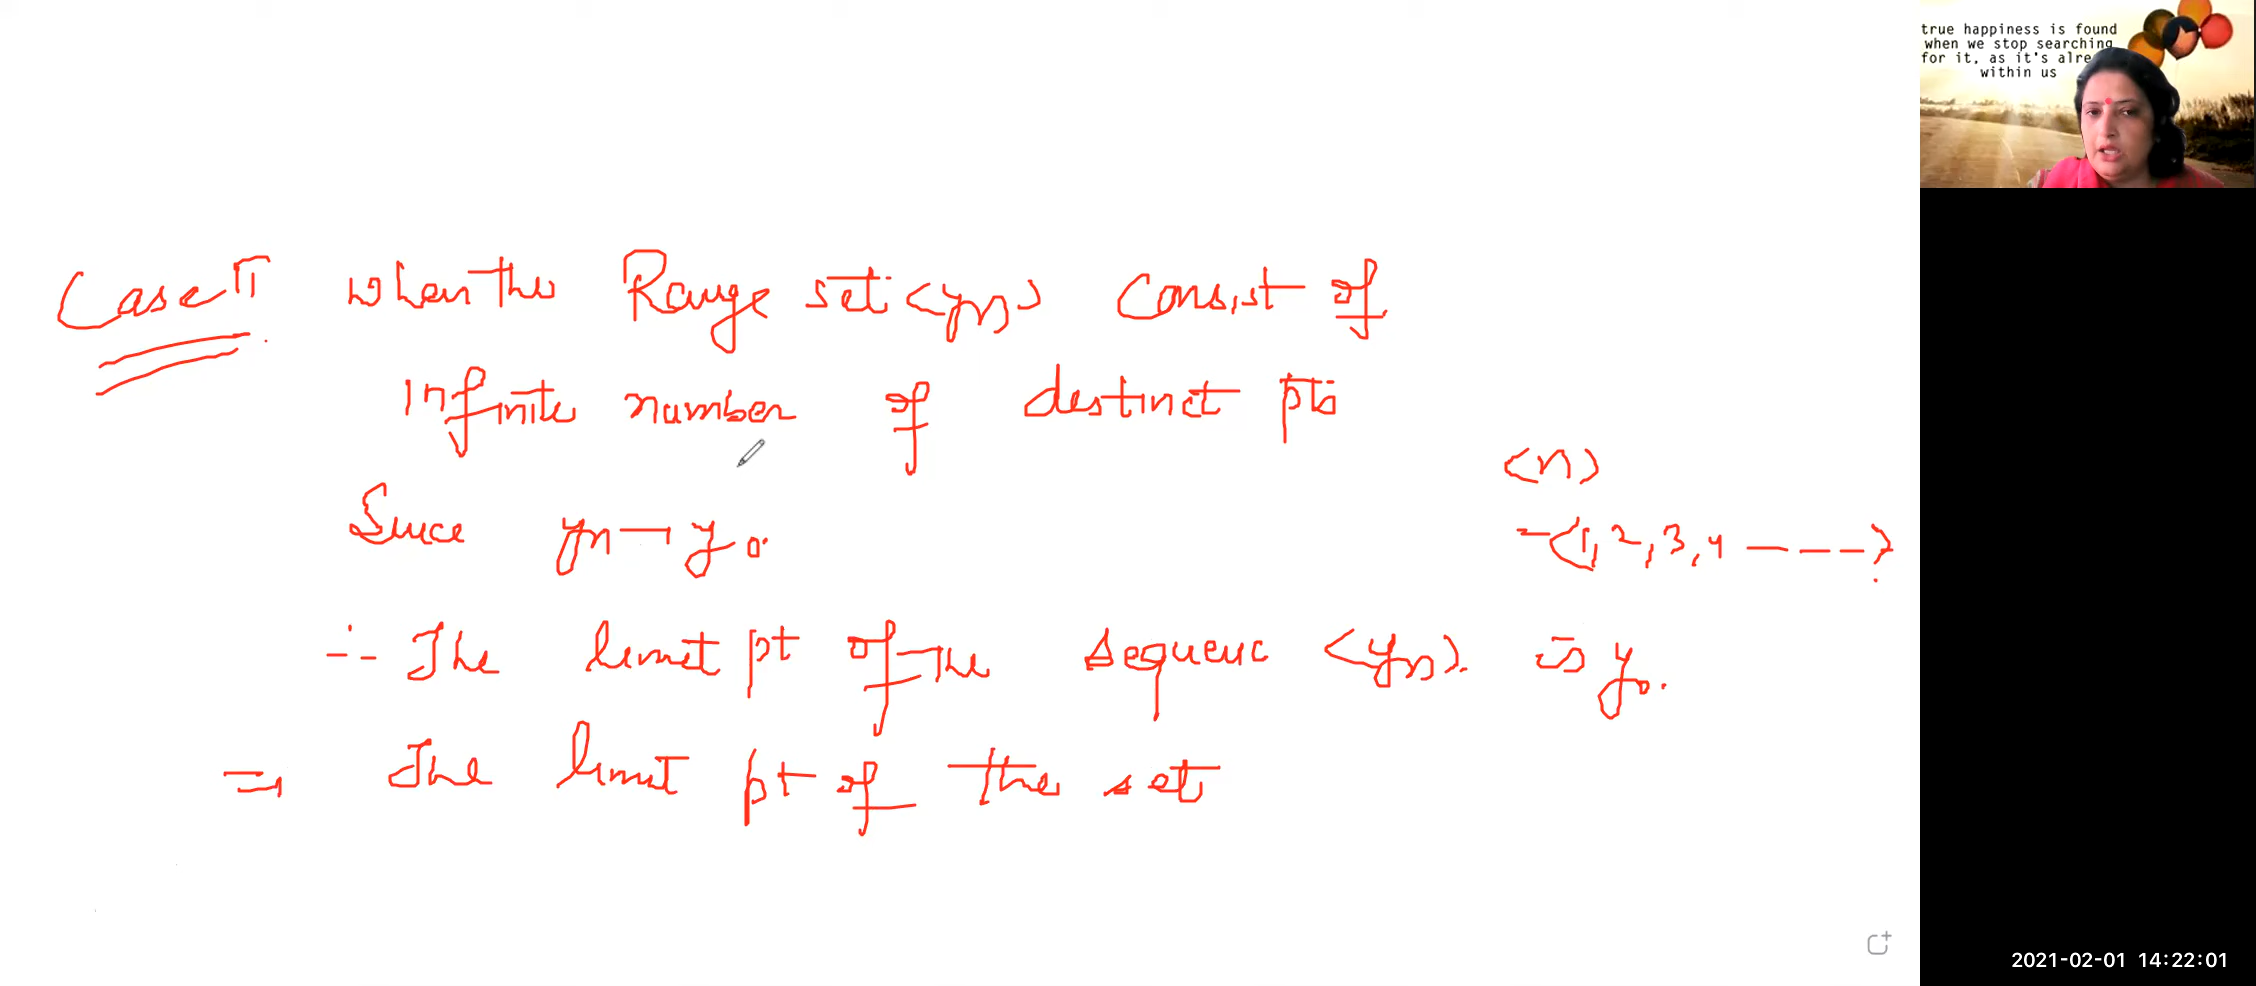 true happiness is found
when we stop searching
for it, as it's alre
within us
Case II when the Range set <yn> Consist of
Infinite number of destinct pts
<n>
Since yn → y0.
= <1, 2, 3, 4 ---->
∴ The limit pt of the sequenc <yn>. is y0.
⇒ The limit pt of the set
2021-02-01 14:22:01